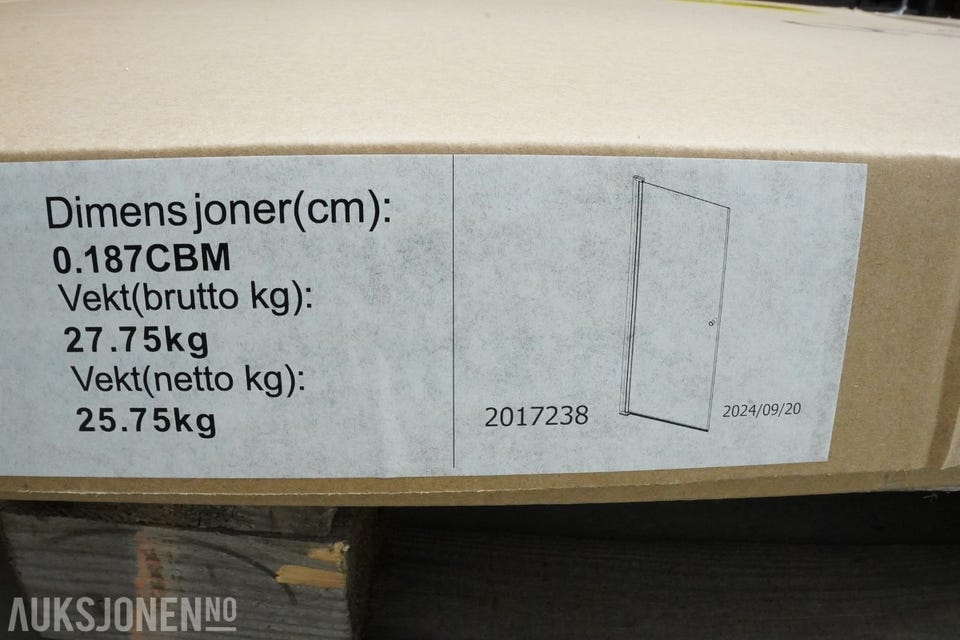 Dimensjoner(cm):
0.187CBM
Vekt(brutto kg):
27.75kg
Vekt(netto kg):
25.75kg
2017238
2024/09/20
AUKSJONEN.NO